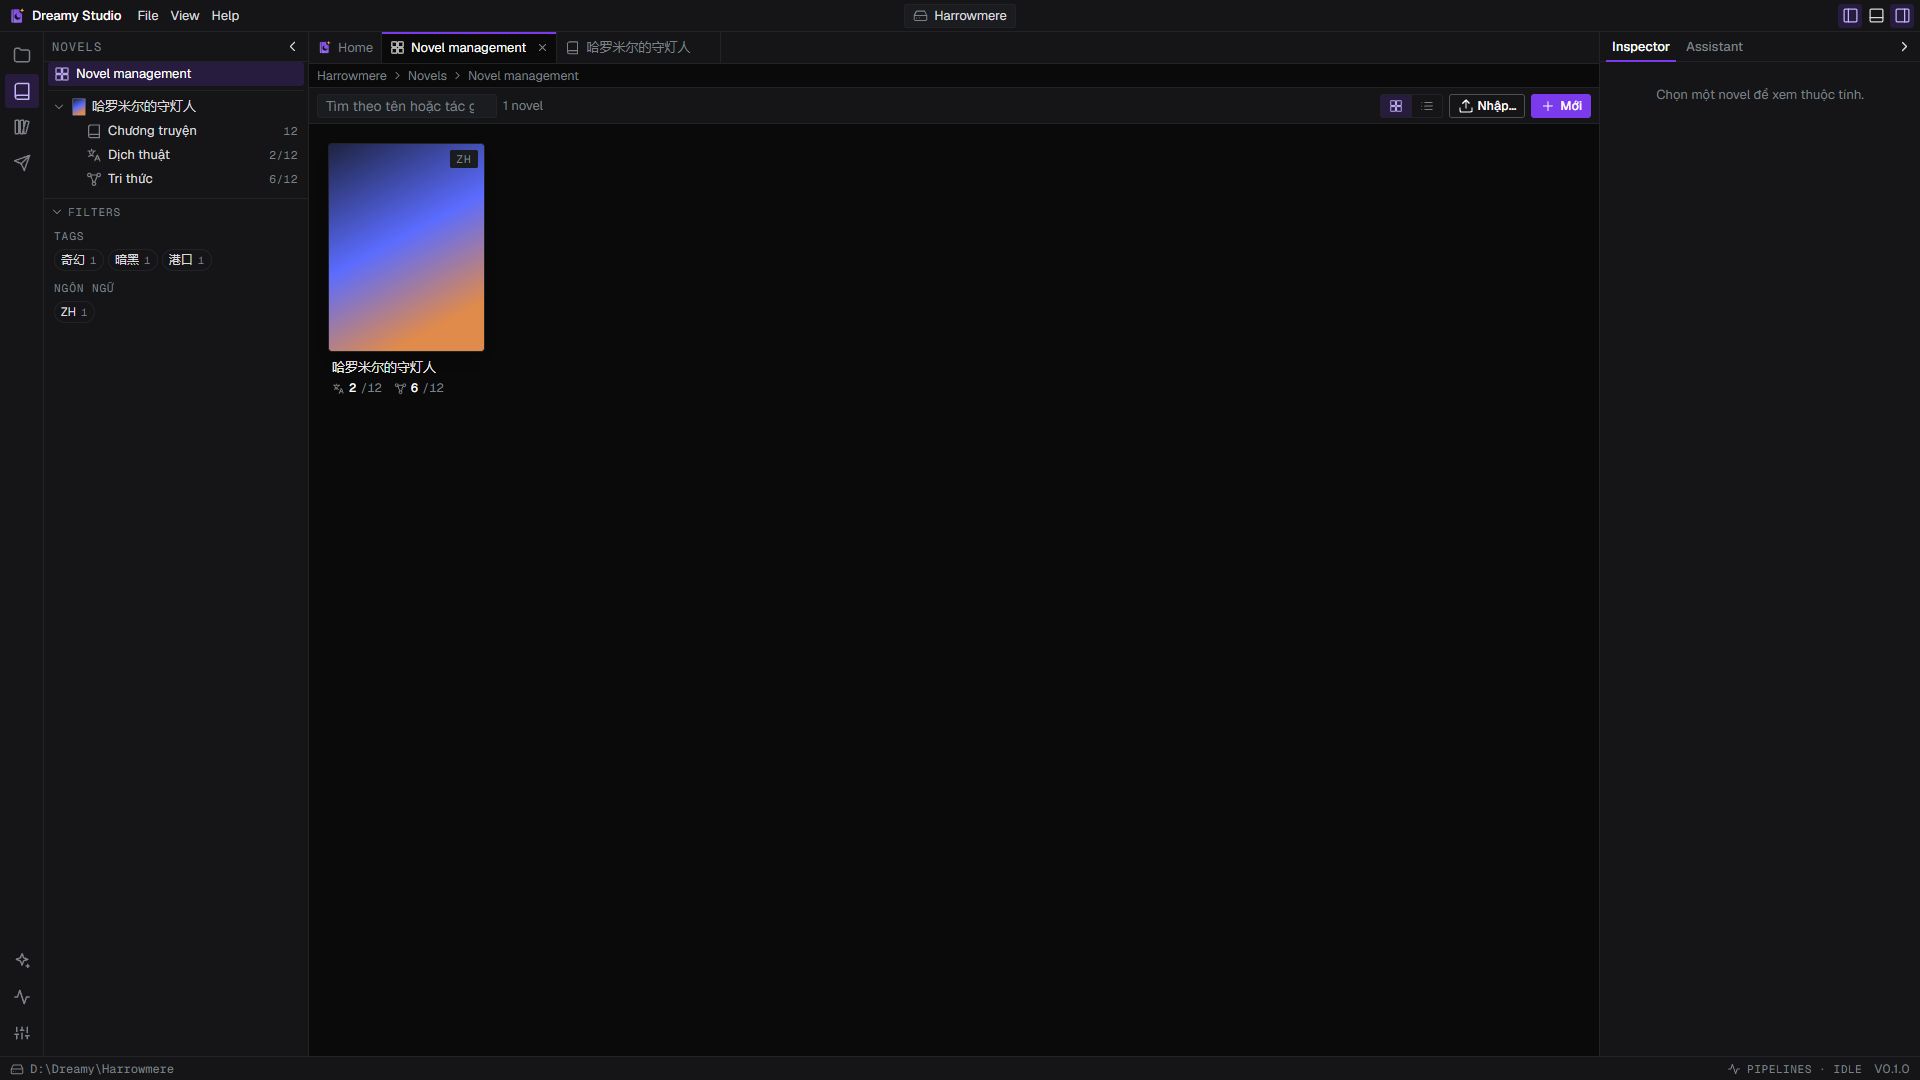 Dreamy Studio File View Help
Harrowmere
NOVELS
Novel management
哈罗米尔的守灯人
Chương truyện 12
Dịch thuật 2/12
Tri thức 6/12
FILTERS
TAGS
奇幻 1 暗黑 1 港口 1
NGÔN NGỮ
ZH 1
Home Novel management 哈罗米尔的守灯人
Harrowmere > Novels > Novel management
Tìm theo tên hoặc tác g 1 novel
Nhập... Mới
ZH
哈罗米尔的守灯人
2 /12 6 /12
Inspector Assistant
Chọn một novel để xem thuộc tính.
D:\Dreamy\Harrowmere
PIPELINES · IDLE V0.1.0